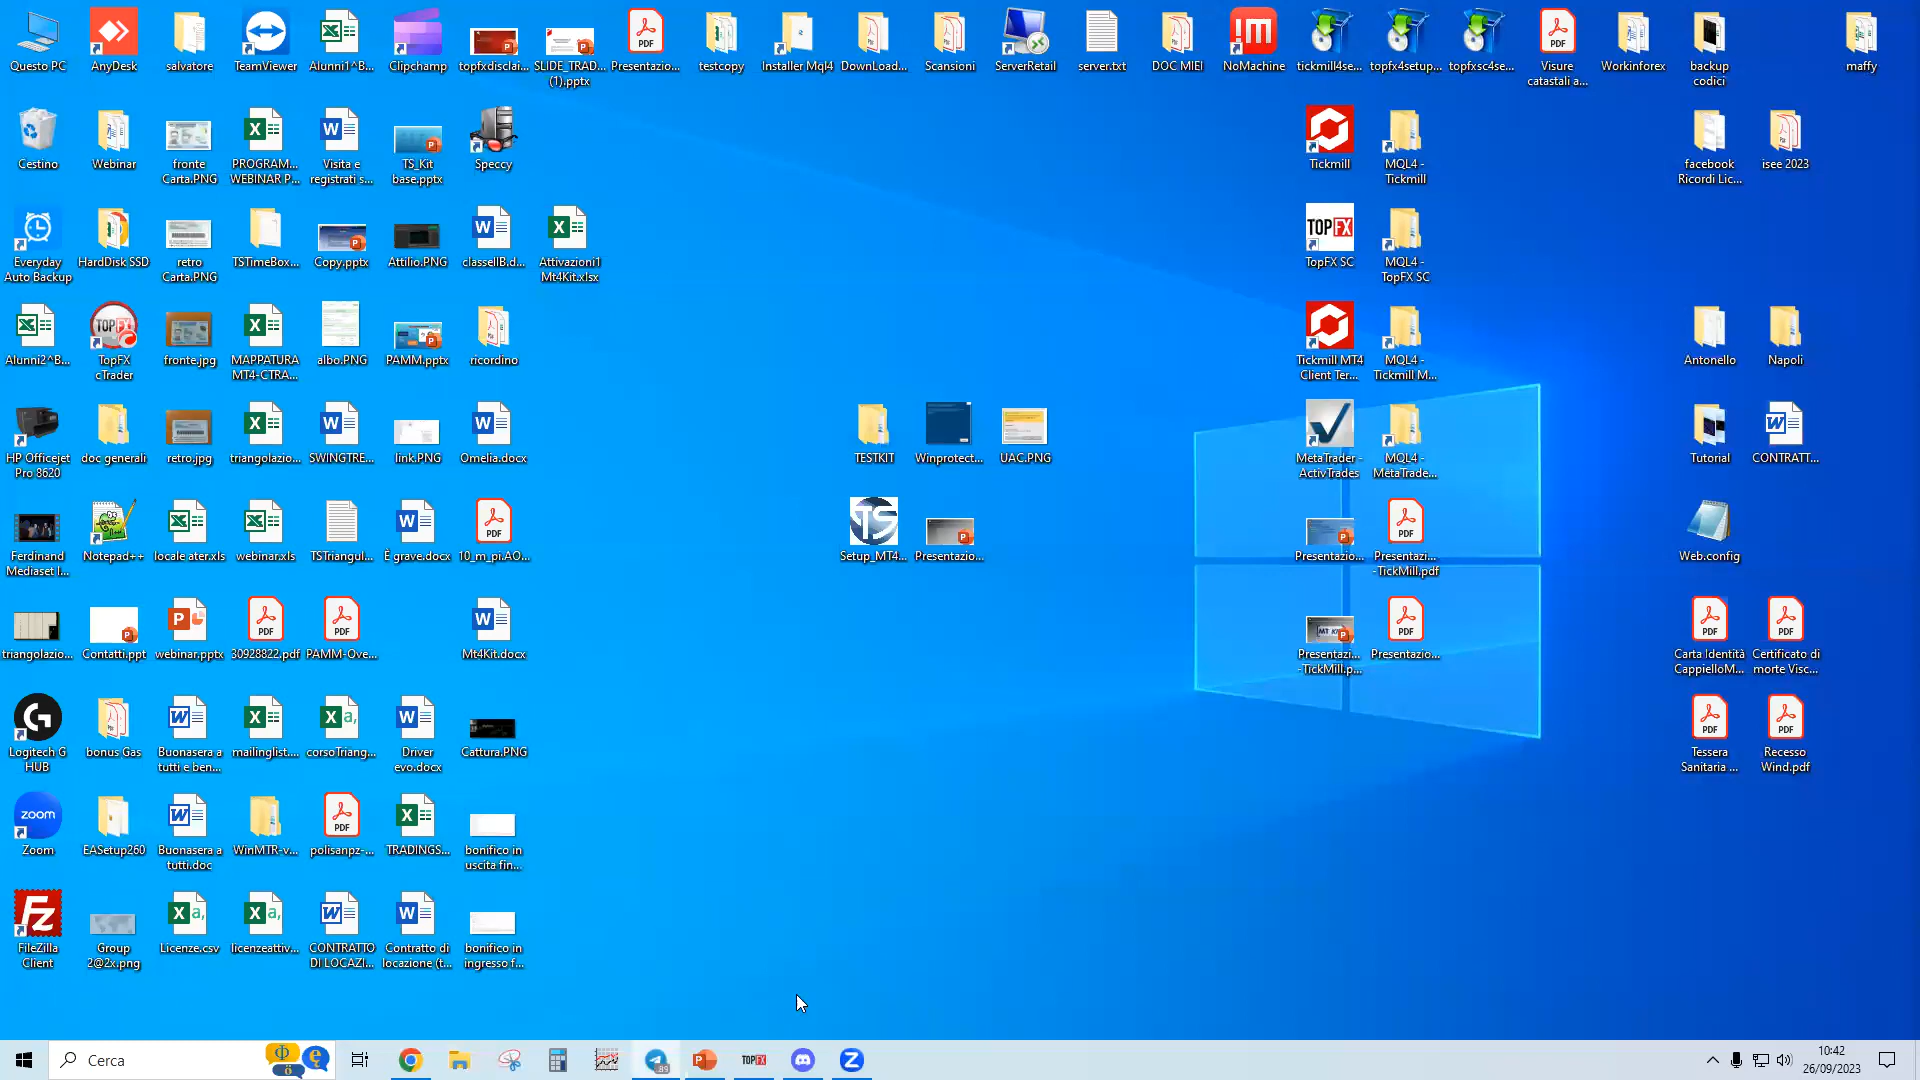 Questo PC
AnyDesk
salvatore
TeamViewer
Alunni1^B...
Clipchamp
topfxdisclai...
SLIDE_TRAD...
(1).pptx
Presentazio...
testcopy
Installer Mql4
DownLoad...
Scansioni
ServerRetail
server.txt
DOC MIEI
NoMachine
tickmill4se...
topfx4setup...
topfxsc4se...
Visure
catastali a...
Workinforex
backup
codici
maffy
Cestino
Webinar
fronte
Carta.PNG
PROGRAM...
WEBINAR P...
Visita e
registrati s...
TS_Kit
base.pptx
Speccy
Tickmill
MQL4 -
Tickmill
facebook
Ricordi Lic...
isee 2023
Everyday
Auto Backup
HardDisk SSD
retro
Carta.PNG
TSTimeBox...
Copy.pptx
Attilio.PNG
classeIIB.d...
Attivazioni1
Mt4Kit.xlsx
TOPFX
TopFX SC
MQL4 -
TopFX SC
Alunni2^B...
TopFX
cTrader
fronte.jpg
MAPPATURA
MT4-CTRA...
albo.PNG
PAMM.pptx
ricordino
Tickmill MT4
Client Ter...
MQL4 -
Tickmill M...
Antonello
Napoli
HP Officejet
Pro 8620
doc generali
retro.jpg
triangolazio...
SWINGTRE...
link.PNG
Omelia.docx
TESTKIT
Winprotect...
UAC.PNG
MetaTrader -
ActivTrades
MQL4 -
MetaTrade...
Tutorial
CONTRATT...
Ferdinand
Mediaset I...
Notepad++
locale ater.xls
webinar.xls
TSTriangul...
È grave.docx
10_m_pi.AO...
Setup_MT4...
Presentazio...
Presentazio...
Presentazi...
-TickMill.pdf
Web.config
triangolazio...
Contatti.ppt
webinar.pptx
30928822.pdf
PAMM-Ove...
Mt4Kit.docx
Presentazi...
-TickMill.p...
Presentazio...
Carta Identità
CappielloM...
Certificato di
morte Visc...
Logitech G
HUB
bonus Gas
Buonasera a
tutti e ben...
mailinglist....
corsoTriang...
Driver
evo.docx
Cattura.PNG
Tessera
Sanitaria ...
Recesso
Wind.pdf
zoom
Zoom
EASetup260
Buonasera a
tutti.doc
WinMTR-v...
polisanpz-...
TRADINGS...
bonifico in
uscita fin...
FileZilla
Client
Group
2@2x.png
Licenze.csv
licenzeattiv...
CONTRATTO
DI LOCAZI...
Contratto di
locazione (t...
bonifico in
ingresso f...
Cerca
89
TOPFX
10:42
26/09/2023